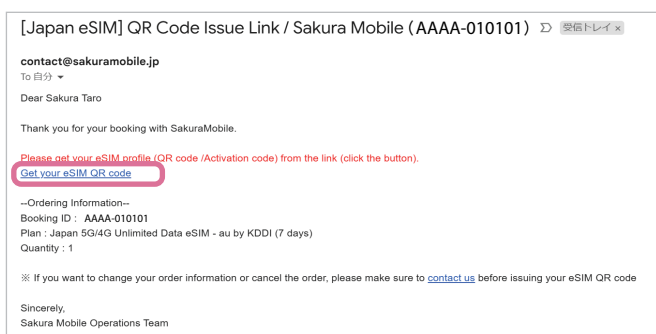 [Japan eSIM] QR Code Issue Link / Sakura Mobile (AAAA-010101) 受信トレイ ×
contact@sakuramobile.jp
To 自分
Dear Sakura Taro
Thank you for your booking with SakuraMobile.
Please get your eSIM profile (QR code /Activation code) from the link (click the button).
Get your eSIM QR code
--Ordering Information--
Booking ID : AAAA-010101
Plan : Japan 5G/4G Unlimited Data eSIM - au by KDDI (7 days)
Quantity : 1
※ If you want to change your order information or cancel the order, please make sure to contact us before issuing your eSIM QR code
Sincerely,
Sakura Mobile Operations Team